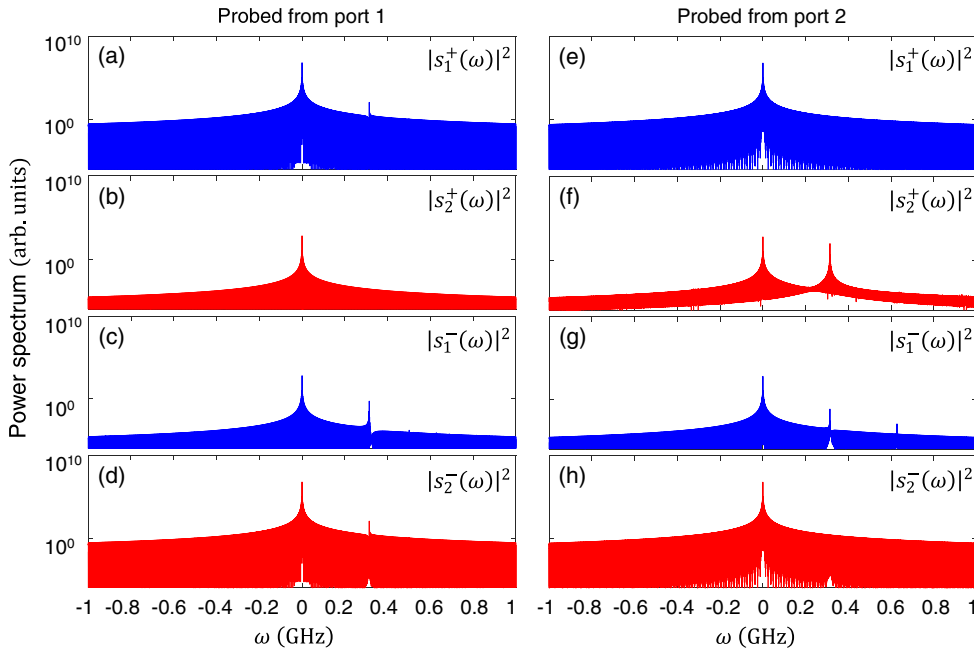 Probed from port 1
Probed from port 2
Power spectrum (arb. units)
10^10
(a)
|s_1^+(ω)|^2
10^0
(e)
|s_1^+(ω)|^2
10^10
(b)
|s_2^+(ω)|^2
10^0
(f)
|s_2^+(ω)|^2
10^10
(c)
|s_1^-(ω)|^2
10^0
(g)
|s_1^-(ω)|^2
10^10
(d)
|s_2^-(ω)|^2
10^0
(h)
|s_2^-(ω)|^2
-1 -0.8 -0.6 -0.4 -0.2 0 0.2 0.4 0.6 0.8 1
-1 -0.8 -0.6 -0.4 -0.2 0 0.2 0.4 0.6 0.8 1
ω (GHz)
ω (GHz)